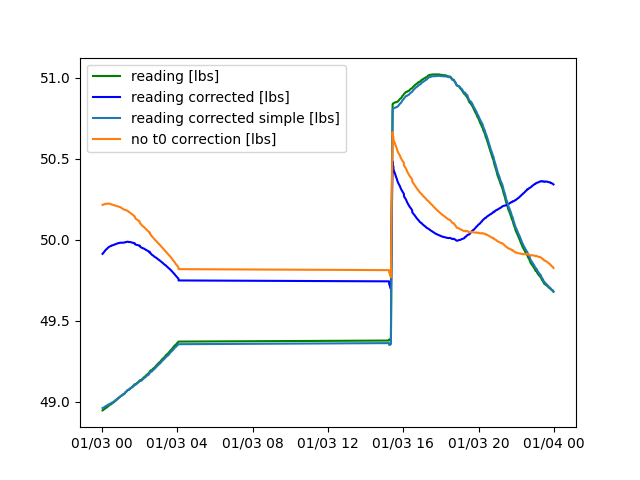 51.0
50.5
50.0
49.5
49.0
reading [lbs]
reading corrected [lbs]
reading corrected simple [lbs]
no t0 correction [lbs]
01/03 00 01/03 04 01/03 08 01/03 12 01/03 16 01/03 20 01/04 00